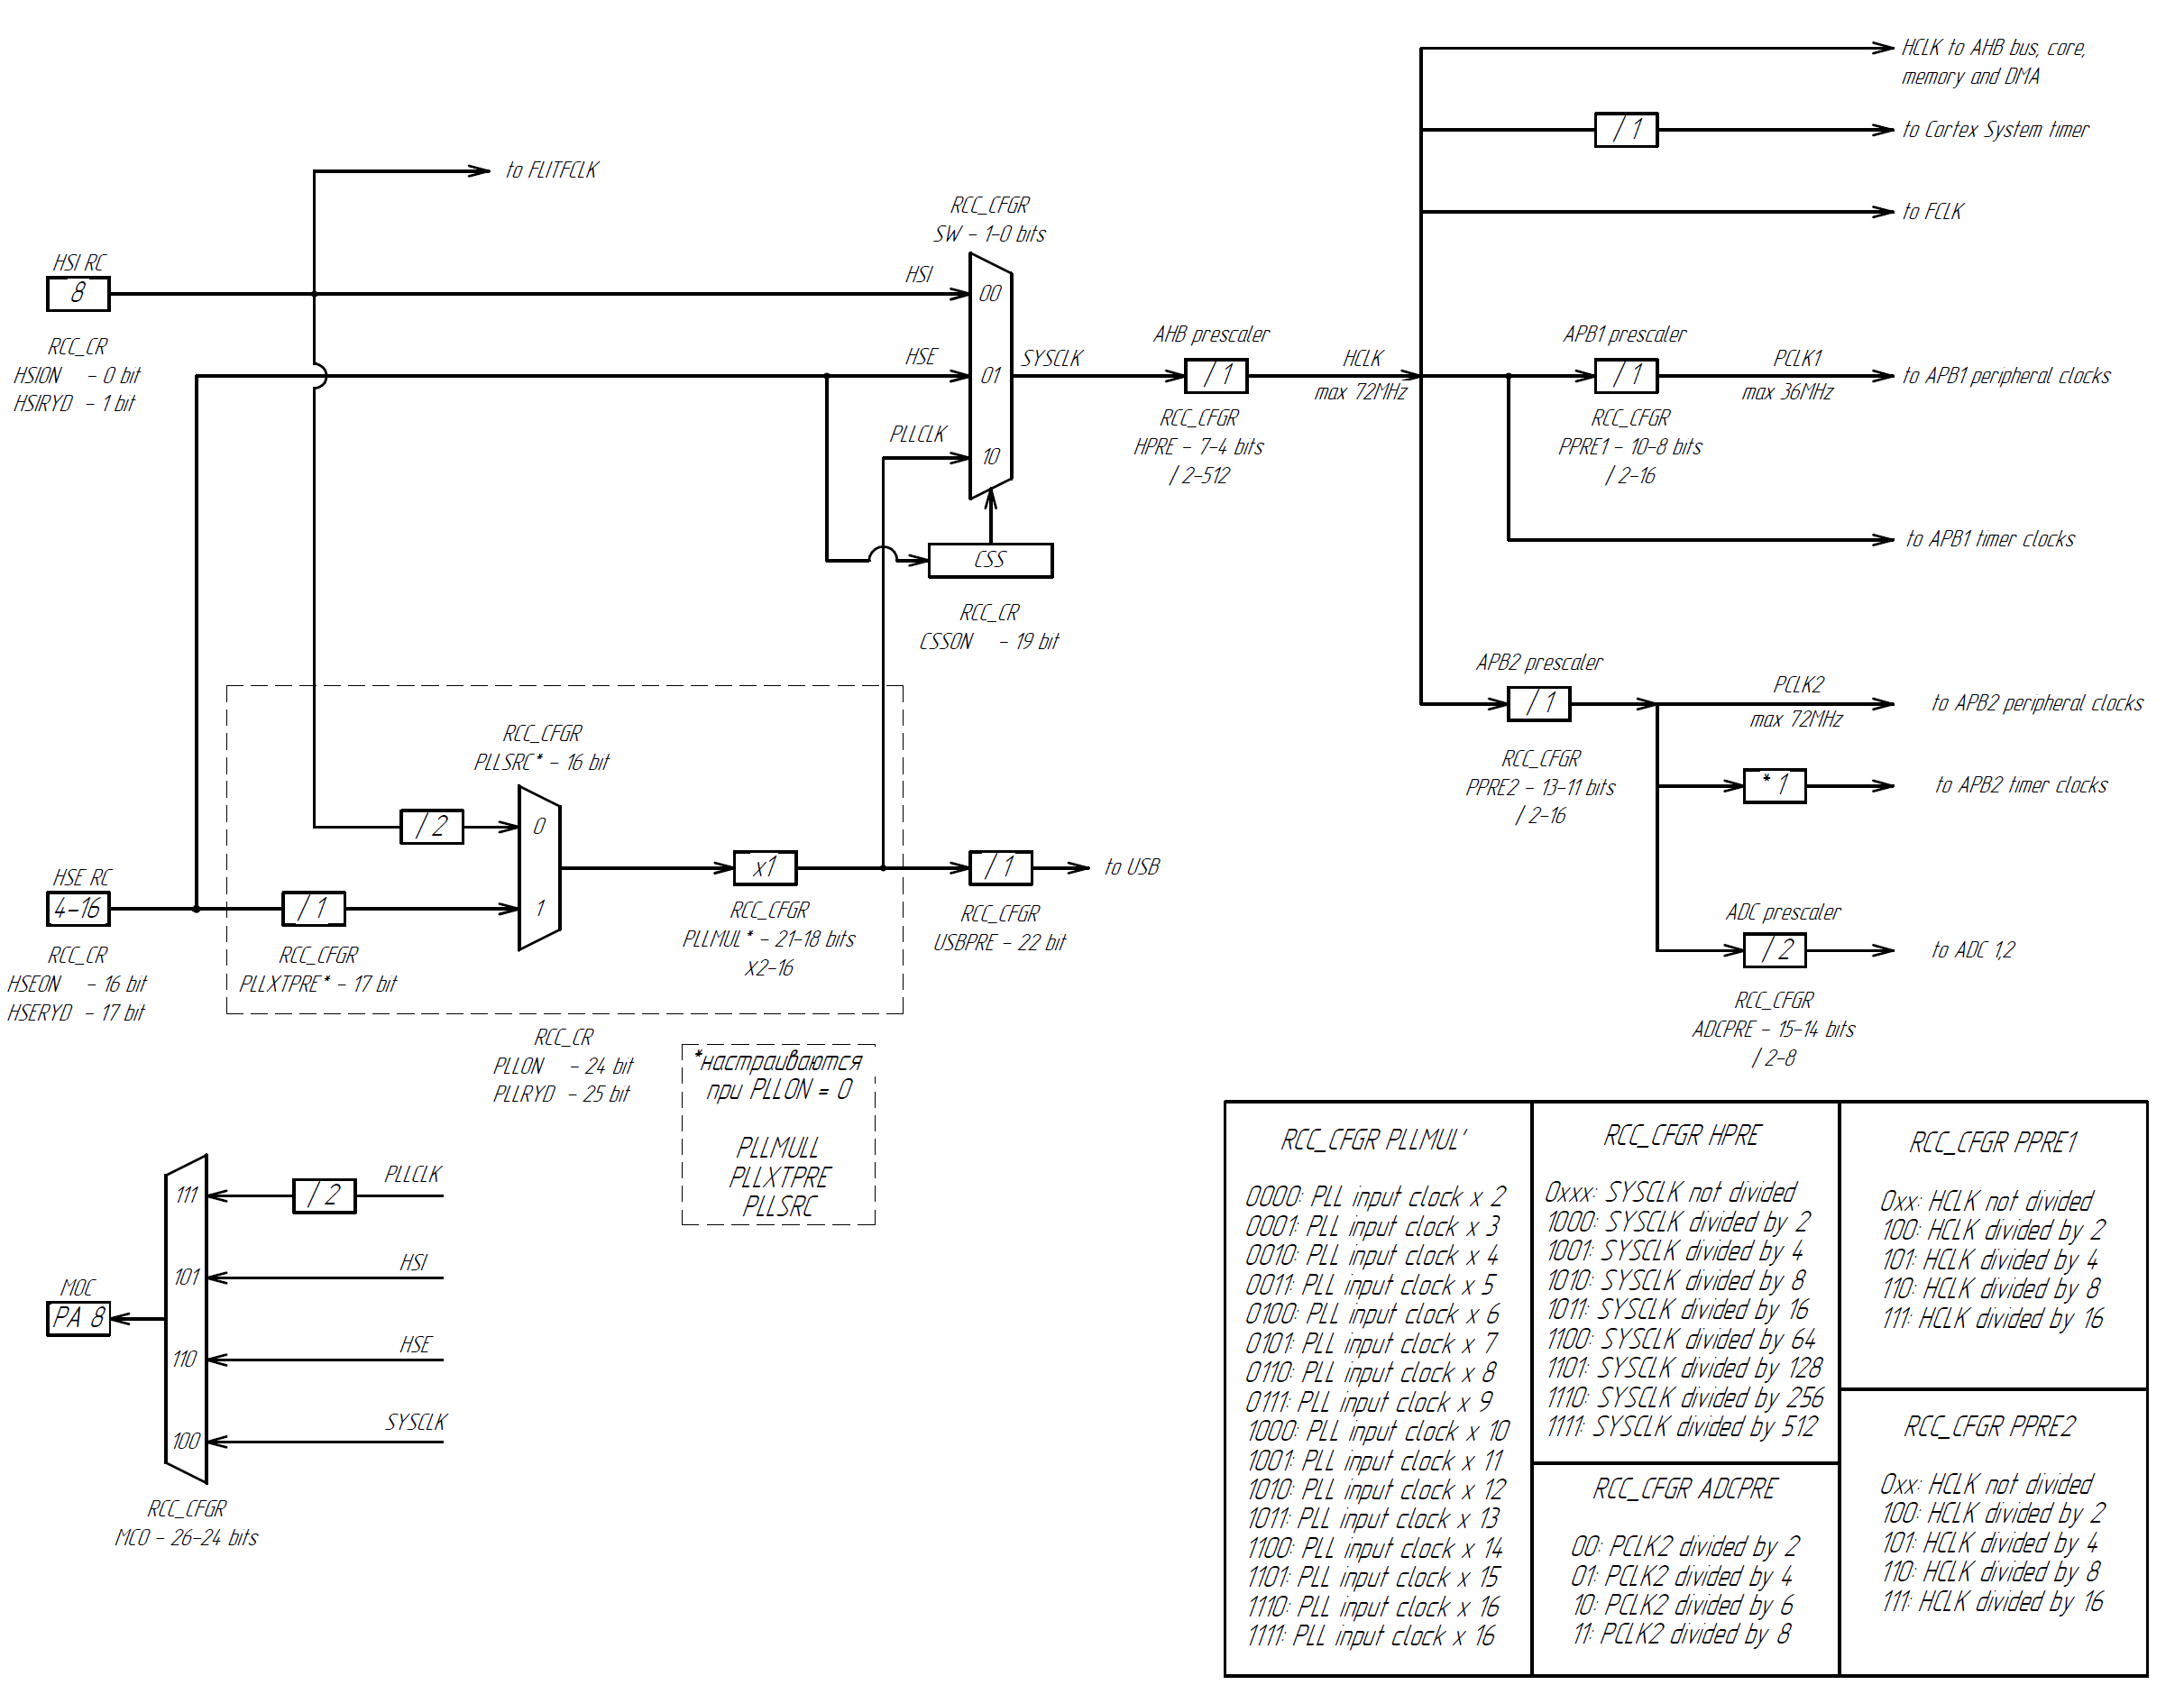 HCLK to AHB bus, core,
memory and DMA
/ 1
to Cortex System timer
to FLITFCLK
RCC_CFGR
SW - 1-0 bits
to FCLK
HSI RC
8
RCC_CR
HSION - 0 bit
HSIRYD - 1 bit
HSI
00
HSE
01
PLLCLK
10
SYSCLK
AHB prescaler
/ 1
RCC_CFGR
HPRE - 7-4 bits
/ 2-512
HCLK
max 72MHz
APB1 prescaler
/ 1
RCC_CFGR
PPRE1 - 10-8 bits
/ 2-16
PCLK1
max 36MHz
to APB1 peripheral clocks
to APB1 timer clocks
CSS
RCC_CR
CSSON - 19 bit
APB2 prescaler
/ 1
RCC_CFGR
PPRE2 - 13-11 bits
/ 2-16
PCLK2
max 72MHz
to APB2 peripheral clocks
* 1
to APB2 timer clocks
ADC prescaler
/ 2
to ADC 1,2
RCC_CFGR
ADCPRE - 15-14 bits
/ 2-8
RCC_CFGR
PLLSRC* - 16 bit
/ 2
0
1
HSE RC
4-16
RCC_CR
HSEON - 16 bit
HSERYD - 17 bit
/ 1
RCC_CFGR
PLLXTPRE* - 17 bit
x1
RCC_CFGR
PLLMUL* - 21-18 bits
X2-16
/ 1
to USB
RCC_CFGR
USBPRE - 22 bit
RCC_CR
PLLON - 24 bit
PLLRYD - 25 bit
*настраиваются
при PLLON = 0
PLLMULL
PLLXTPRE
PLLSRC
111
/ 2
PLLCLK
101
HSI
MOC
PA 8
110
HSE
100
SYSCLK
RCC_CFGR
MCO - 26-24 bits
RCC_CFGR PLLMUL'
0000: PLL input clock x 2
0001: PLL input clock x 3
0010: PLL input clock x 4
0011: PLL input clock x 5
0100: PLL input clock x 6
0101: PLL input clock x 7
0110: PLL input clock x 8
0111: PLL input clock x 9
1000: PLL input clock x 10
1001: PLL input clock x 11
1010: PLL input clock x 12
1011: PLL input clock x 13
1100: PLL input clock x 14
1101: PLL input clock x 15
1110: PLL input clock x 16
1111: PLL input clock x 16
RCC_CFGR HPRE
0xxx: SYSCLK not divided
1000: SYSCLK divided by 2
1001: SYSCLK divided by 4
1010: SYSCLK divided by 8
1011: SYSCLK divided by 16
1100: SYSCLK divided by 64
1101: SYSCLK divided by 128
1110: SYSCLK divided by 256
1111: SYSCLK divided by 512
RCC_CFGR ADCPRE
00: PCLK2 divided by 2
01: PCLK2 divided by 4
10: PCLK2 divided by 6
11: PCLK2 divided by 8
RCC_CFGR PPRE1
0xx: HCLK not divided
100: HCLK divided by 2
101: HCLK divided by 4
110: HCLK divided by 8
111: HCLK divided by 16
RCC_CFGR PPRE2
0xx: HCLK not divided
100: HCLK divided by 2
101: HCLK divided by 4
110: HCLK divided by 8
111: HCLK divided by 16